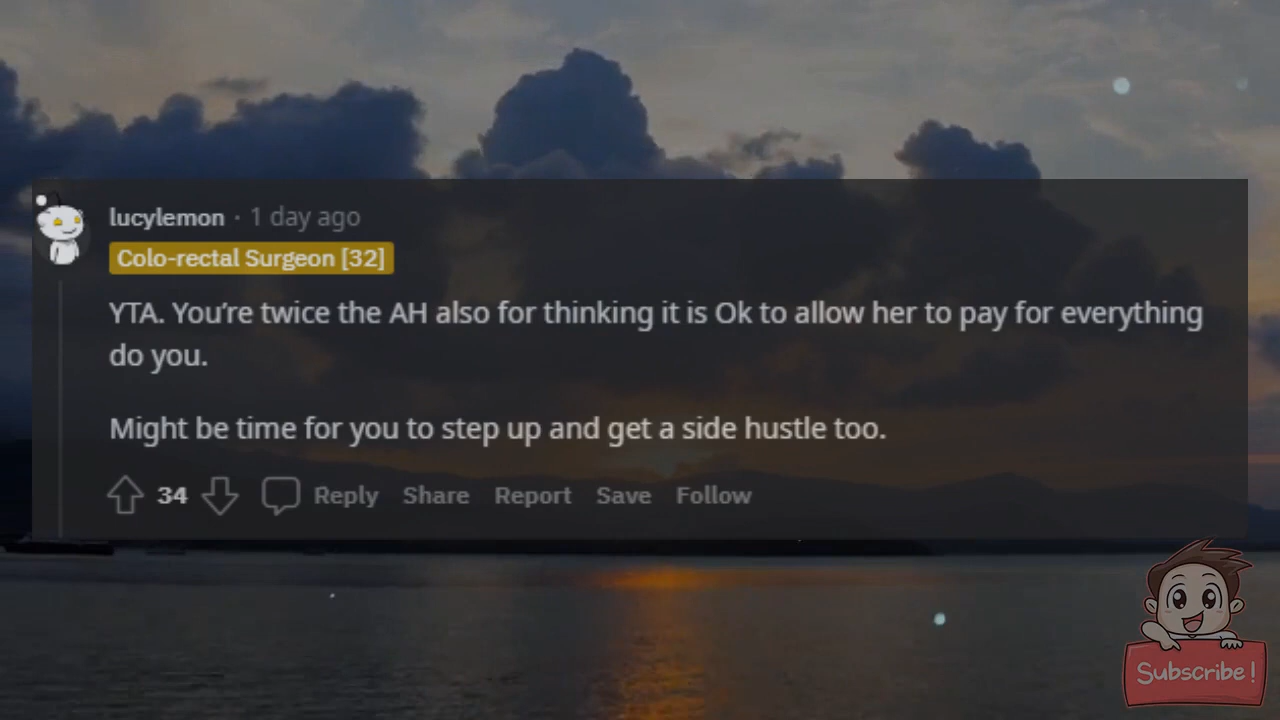 lucylemon · 1 day ago
Colo-rectal Surgeon [32]
YTA. You’re twice the AH also for thinking it is Ok to allow her to pay for everything
do you.
Might be time for you to step up and get a side hustle too.
34 Reply Share Report Save Follow
Subscribe!